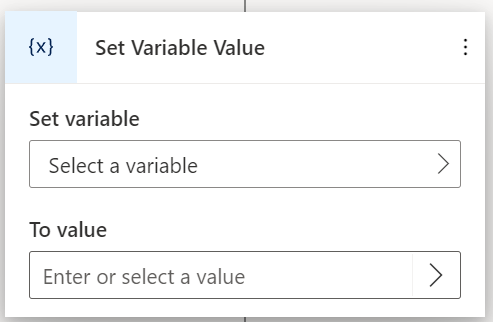 {x} Set Variable Value
Set variable
Select a variable
To value
Enter or select a value